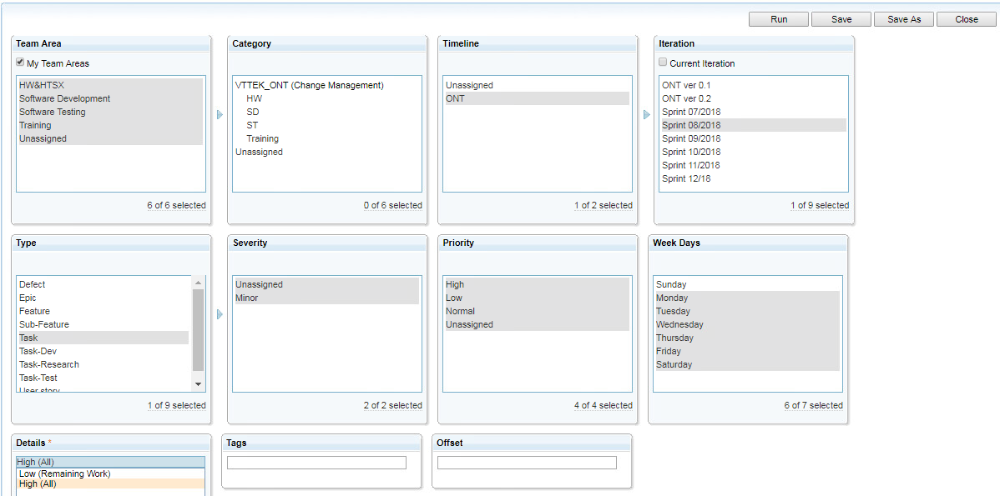 Run
Save
Save As
Close
Team Area
My Team Areas
HW&HTSX
Software Development
Software Testing
Training
Unassigned
6 of 6 selected
Category
VTTEK_ONT (Change Management)
HW
SD
ST
Training
Unassigned
0 of 6 selected
Timeline
Unassigned
ONT
1 of 2 selected
Iteration
Current Iteration
ONT ver 0.1
ONT ver 0.2
Sprint 07/2018
Sprint 08/2018
Sprint 09/2018
Sprint 10/2018
Sprint 11/2018
Sprint 12/18
1 of 9 selected
Type
Defect
Epic
Feature
Sub-Feature
Task
Task-Dev
Task-Research
Task-Test
User story
1 of 9 selected
Severity
Unassigned
Minor
2 of 2 selected
Priority
High
Low
Normal
Unassigned
4 of 4 selected
Week Days
Sunday
Monday
Tuesday
Wednesday
Thursday
Friday
Saturday
6 of 7 selected
Details *
High (All)
Low (Remaining Work)
High (All)
Tags
Offset